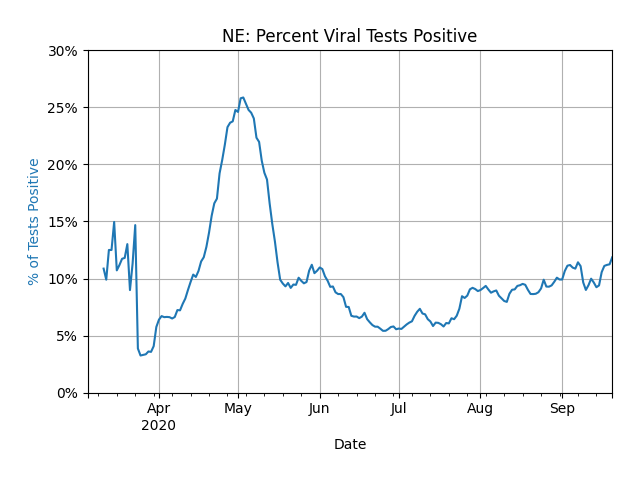 NE: Percent Viral Tests Positive
30%
25%
20%
15%
10%
5%
0%
% of Tests Positive
Apr
2020
May
Jun
Jul
Aug
Sep
Date